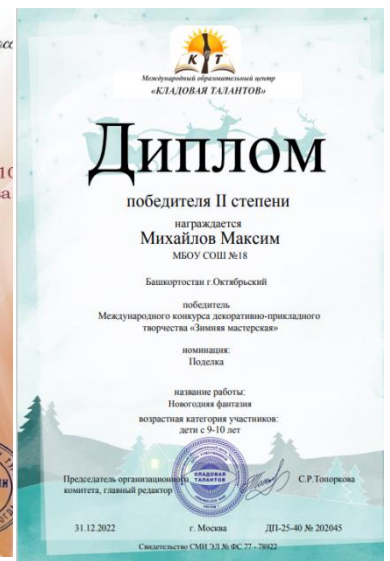 К Т
Международный образовательный центр
«КЛАДОВАЯ ТАЛАНТОВ»
Диплом
победителя II степени
награждается
Михайлов Максим
МБОУ СОШ №18
Башкортостан г.Октябрьский
победитель
Международного конкурса декоративно-прикладного
творчества «Зимняя мастерская»
номинация:
Поделка
название работы:
Новогодняя фантазия
возрастная категория участников:
дети с 9-10 лет
Председатель организационного
комитета, главный редактор
КЛАДОВАЯ
ТАЛАНТОВ
С.Р.Топоркова
31.12.2022 г. Москва ДП-25-40 № 202045
Свидетельство СМИ ЭЛ № ФС 77 - 78922